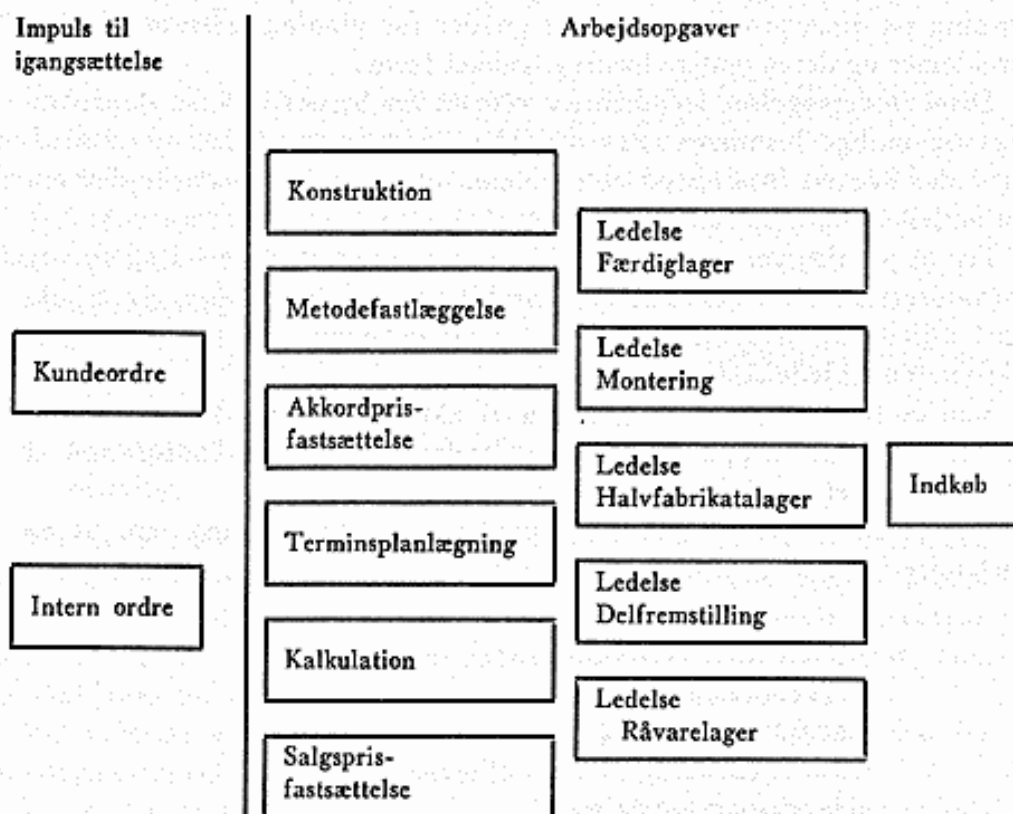 Impuls til
igangsættelse
Arbejdsopgaver
Kundeordre
Intern ordre
Konstruktion
Metodefastlæggelse
Akkordpris-
fastsættelse
Terminsplanlægning
Kalkulation
Salgspris-
fastsættelse
Ledelse
Færdiglager
Ledelse
Montering
Ledelse
Halvfabrikatalager
Ledelse
Delfremstilling
Ledelse
Råvarelager
Indkøb